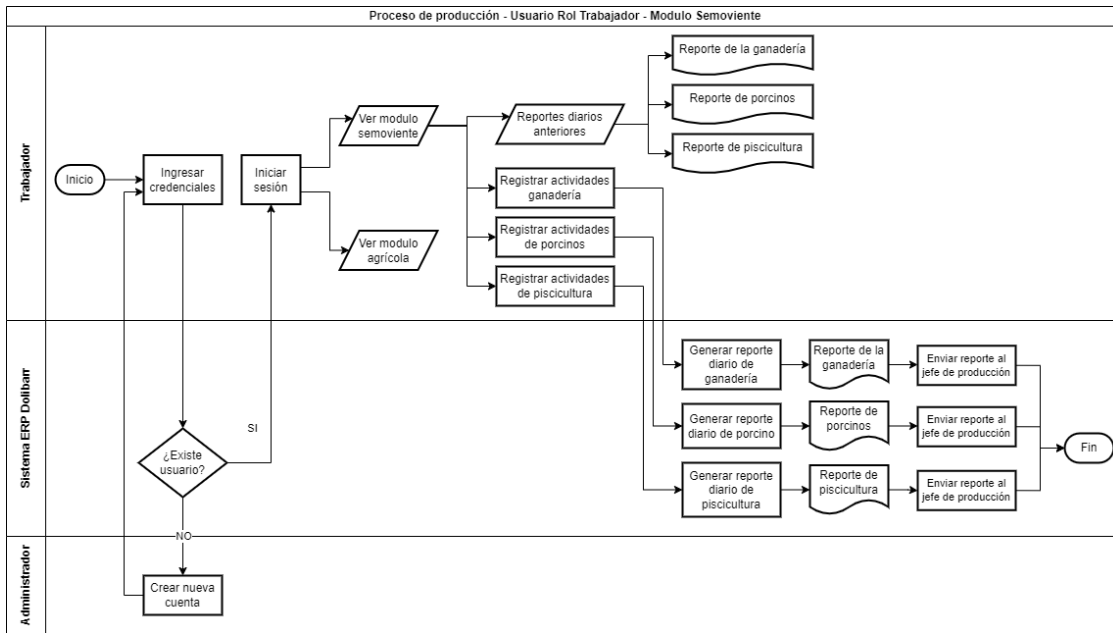 Proceso de producción - Usuario Rol Trabajador - Modulo Semoviente
Trabajador
Inicio
Ingresar
credenciales
Iniciar
sesión
Ver modulo
semoviente
Ver modulo
agrícola
Reportes diarios
anteriores
Registrar actividades
ganadería
Registrar actividades
de porcinos
Registrar actividades
de piscicultura
Reporte de la ganadería
Reporte de porcinos
Reporte de piscicultura
Sistema ERP Dolibarr
¿Existe
usuario?
SI
NO
Generar reporte
diario de
ganadería
Reporte de la
ganadería
Enviar reporte al
jefe de producción
Generar reporte
diario de porcino
Reporte de
porcinos
Enviar reporte al
jefe de producción
Generar reporte
diario de
piscicultura
Reporte de
piscicultura
Enviar reporte al
jefe de producción
Fin
Administrador
Crear nueva
cuenta